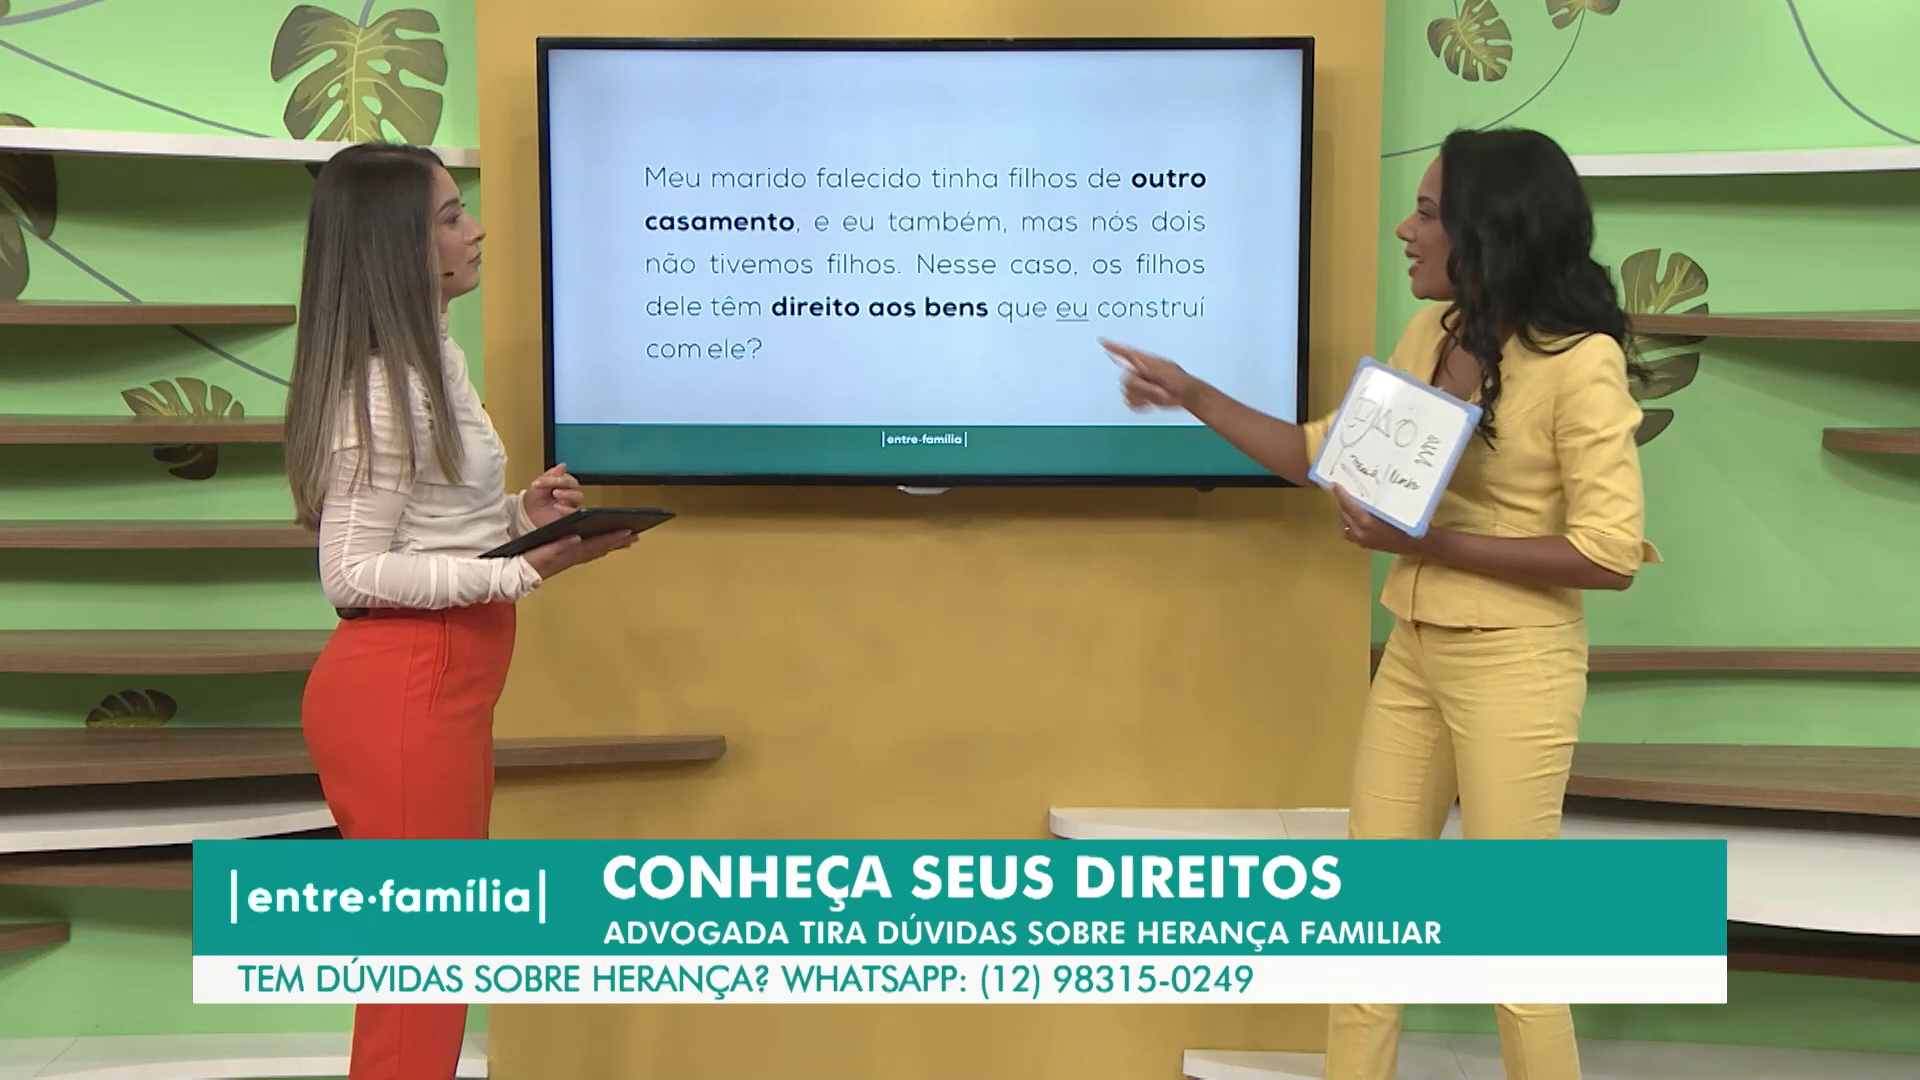 Meu marido falecido tinha filhos de outro
casamento, e eu também, mas nós dois
não tivemos filhos. Nesse caso, os filhos
dele têm direito aos bens que eu construí
com ele?
|entre·família|
|entre·família|
CONHEÇA SEUS DIREITOS
ADVOGADA TIRA DÚVIDAS SOBRE HERANÇA FAMILIAR
TEM DÚVIDAS SOBRE HERANÇA? WHATSAPP: (12) 98315-0249